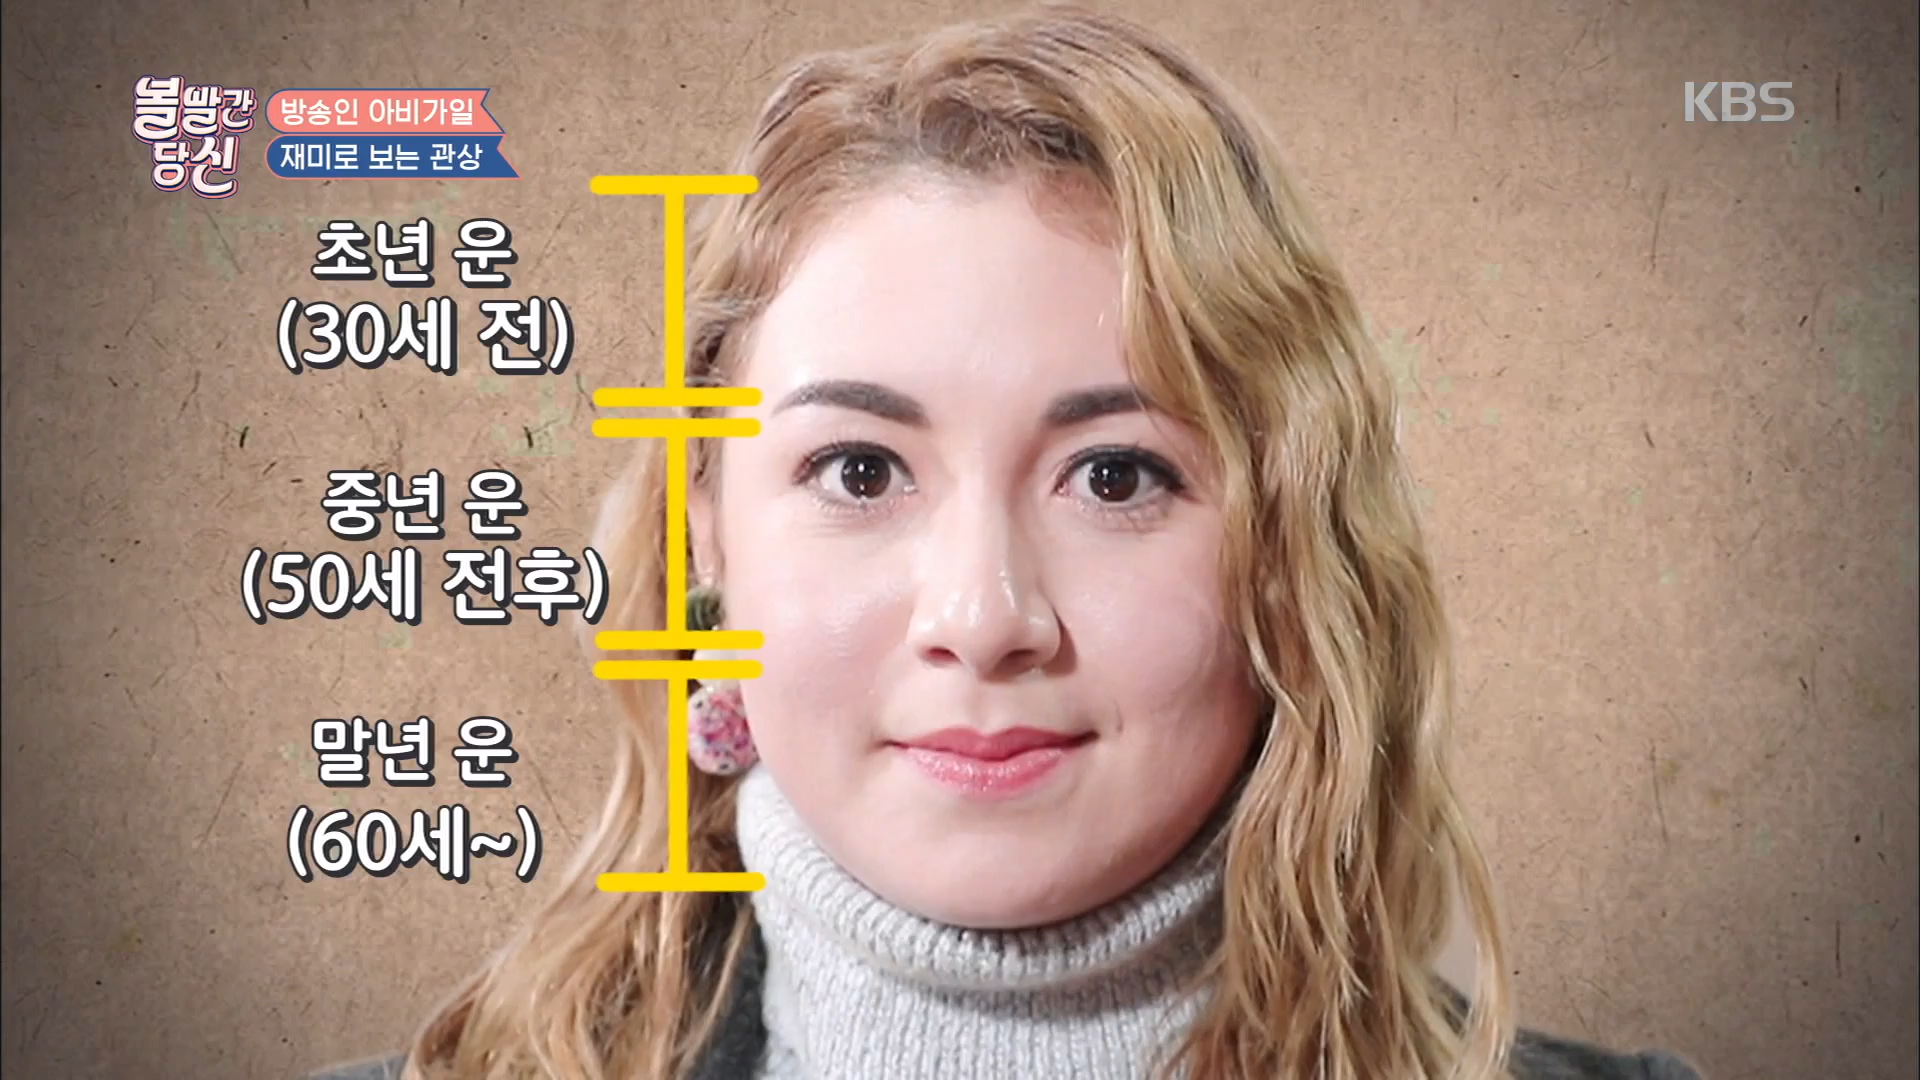 볼빨간
당신
방송인 아비가일
재미로 보는 관상
KBS
초년 운
(30세 전)
중년 운
(50세 전후)
말년 운
(60세~)